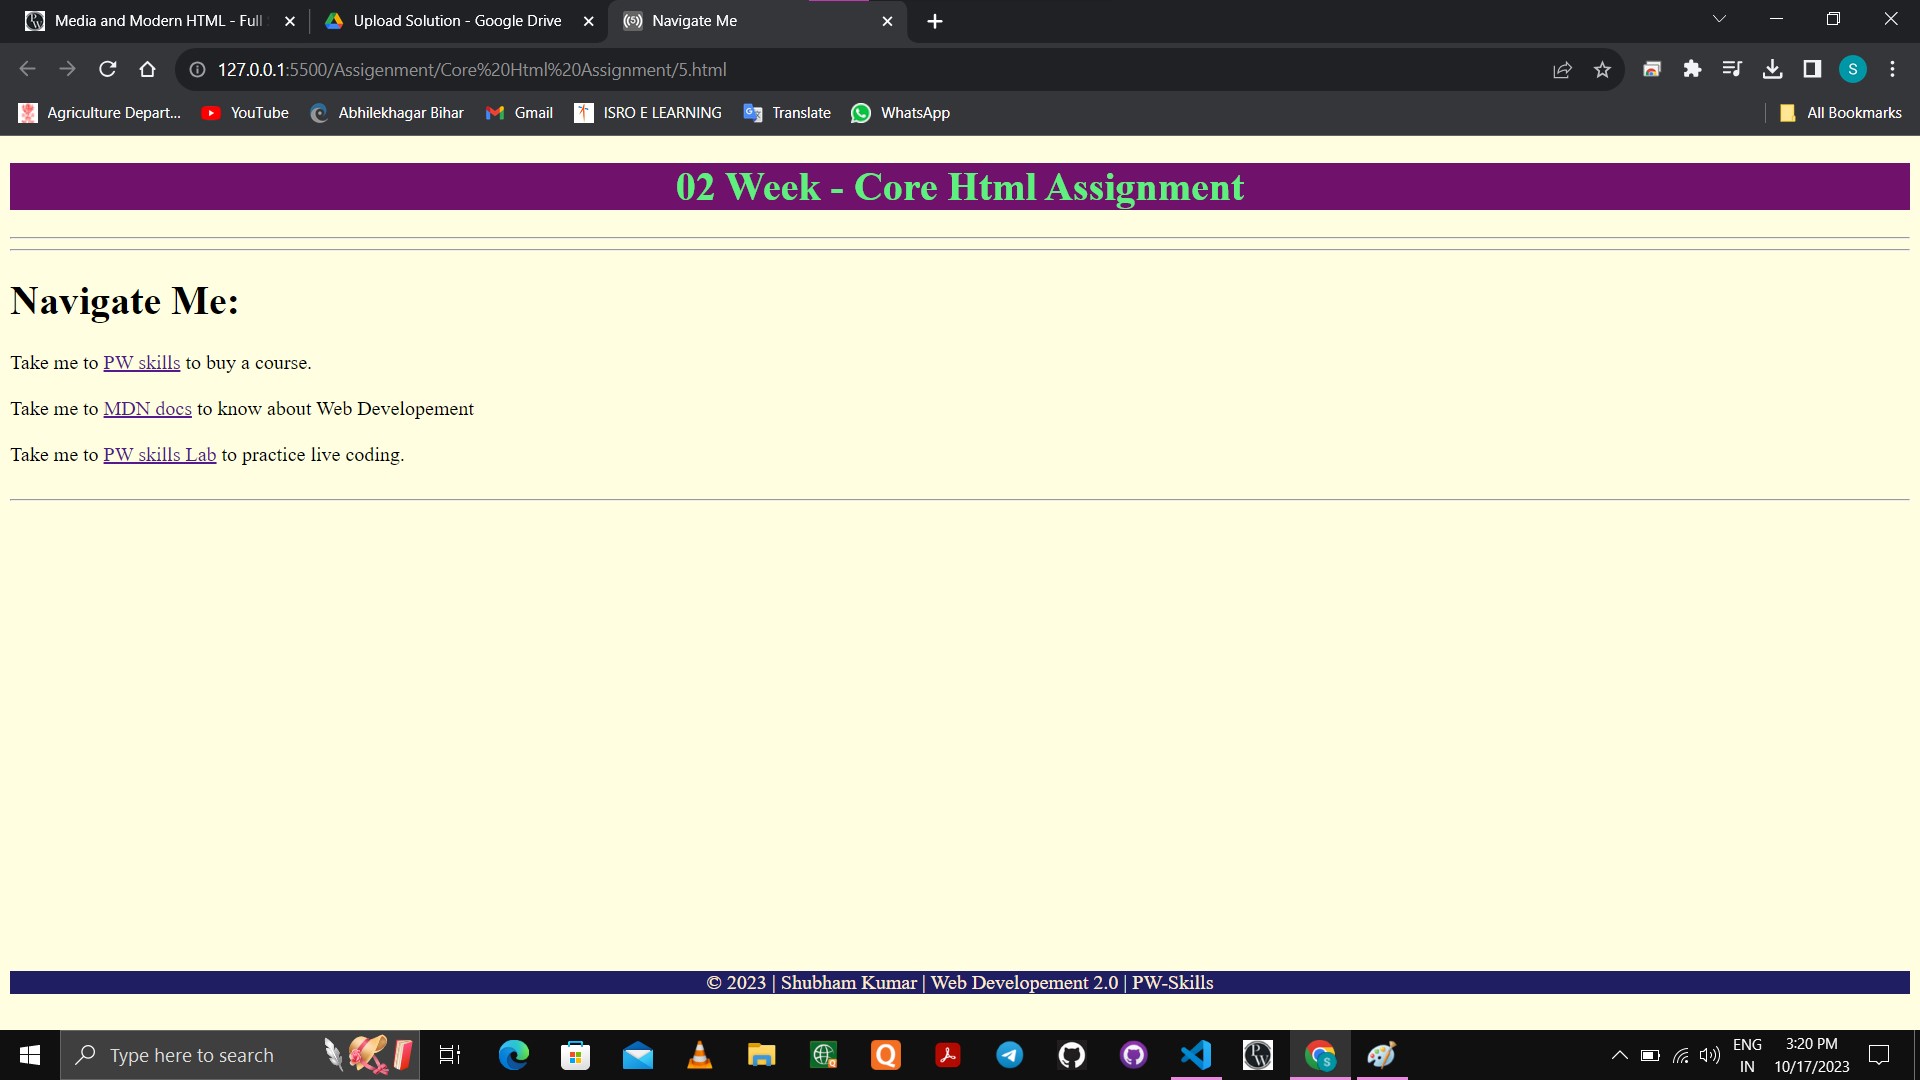 Media and Modern HTML - Full
Upload Solution - Google Drive
Navigate Me
127.0.0.1:5500/Assigenment/Core%20Html%20Assignment/5.html
S
Agriculture Depart... YouTube Abhilekhagar Bihar Gmail ISRO E LEARNING Translate WhatsApp All Bookmarks
02 Week - Core Html Assignment
Navigate Me:
Take me to PW skills to buy a course.
Take me to MDN docs to know about Web Developement
Take me to PW skills Lab to practice live coding.
© 2023 | Shubham Kumar | Web Developement 2.0 | PW-Skills
Type here to search
ENG
IN
3:20 PM
10/17/2023